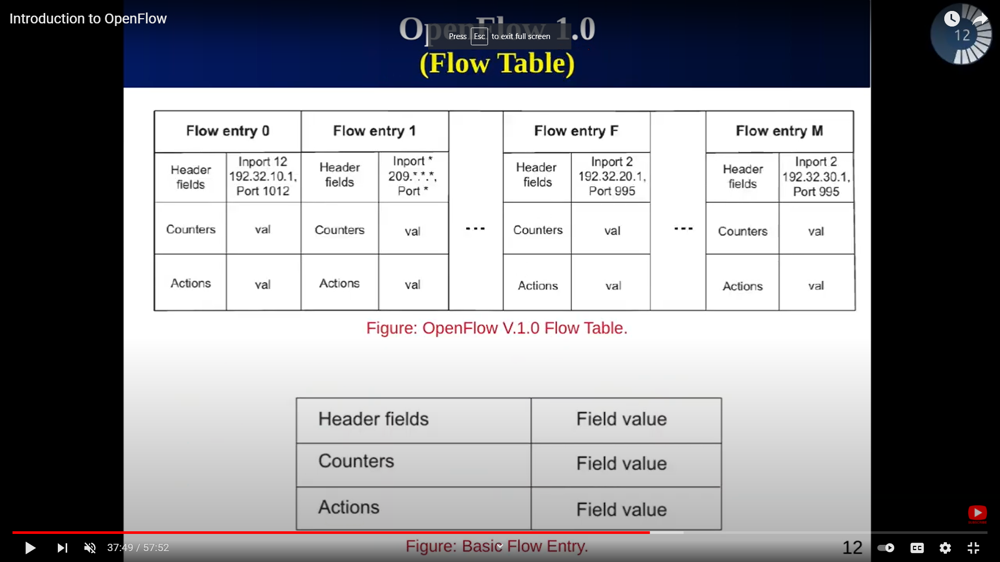 Introduction to OpenFlow
OpenFlow 1.0
Press Esc to exit full screen
12
(Flow Table)
Flow entry 0
Flow entry 1
Flow entry F
Flow entry M
Header fields
Inport 12
192.32.10.1,
Port 1012
Header fields
Inport *
209.*.*.*,
Port *
Header fields
Inport 2
192.32.20.1,
Port 995
Header fields
Inport 2
192.32.30.1,
Port 995
Counters
val
Counters
val
...
Counters
val
...
Counters
val
Actions
val
Actions
val
Actions
val
Actions
val
Figure: OpenFlow V.1.0 Flow Table.
Header fields
Field value
Counters
Field value
Actions
Field value
SUBSCRIBE
37:49 / 57:52
Figure: Basic Flow Entry.
12
CC